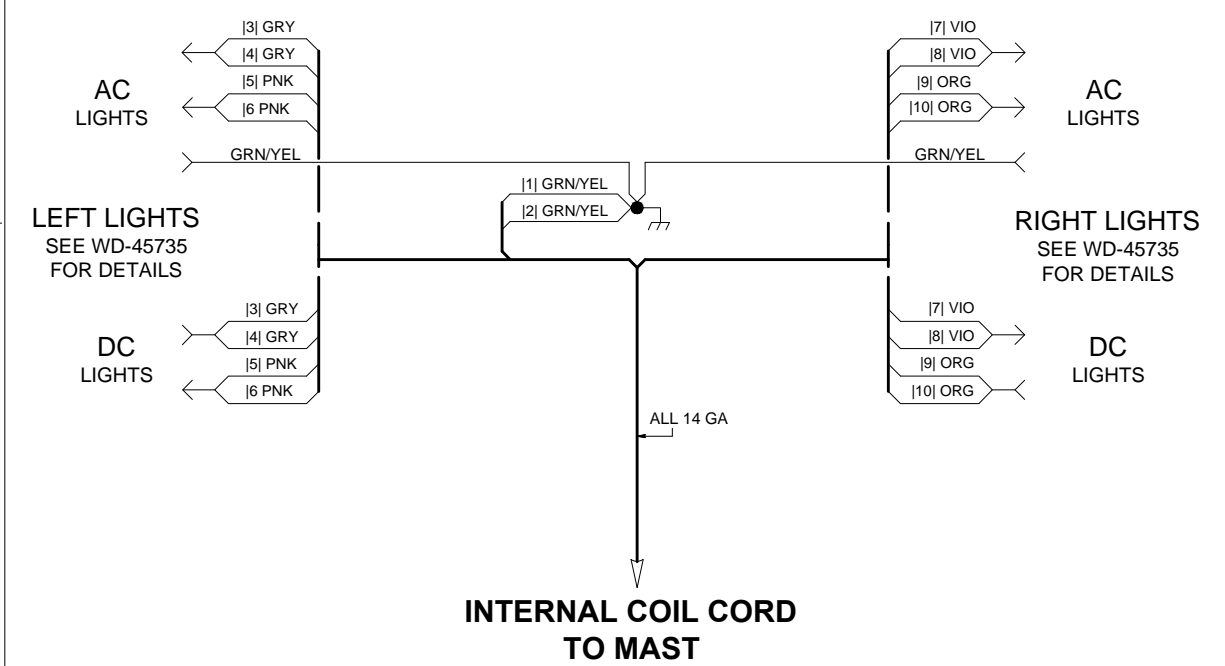 |3| GRY
|4| GRY
|5| PNK
|6 PNK
AC
LIGHTS
GRN/YEL
|7| VIO
|8| VIO
|9| ORG
|10| ORG
AC
LIGHTS
GRN/YEL
|1| GRN/YEL
|2| GRN/YEL
LEFT LIGHTS
SEE WD-45735
FOR DETAILS
RIGHT LIGHTS
SEE WD-45735
FOR DETAILS
|3| GRY
|4| GRY
|5| PNK
|6 PNK
DC
LIGHTS
|7| VIO
|8| VIO
|9| ORG
|10| ORG
DC
LIGHTS
ALL 14 GA
INTERNAL COIL CORD
TO MAST